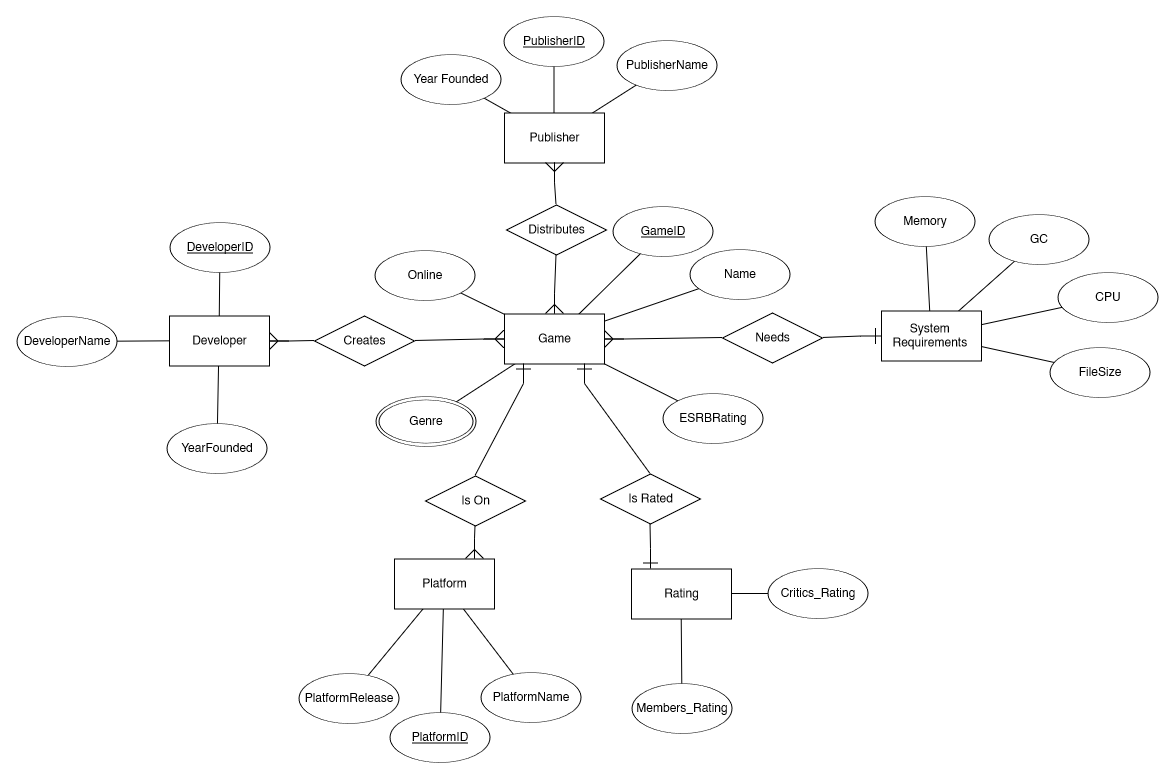 PublisherID
PublisherName
Year Founded
Publisher
Distributes
GameID
Memory
GC
DeveloperID
Online
Name
CPU
DeveloperName
Developer
Creates
Game
Needs
System
Requirements
FileSize
Genre
ESRBRating
YearFounded
Is On
Is Rated
Platform
Rating
Critics_Rating
PlatformRelease
PlatformName
Members_Rating
PlatformID